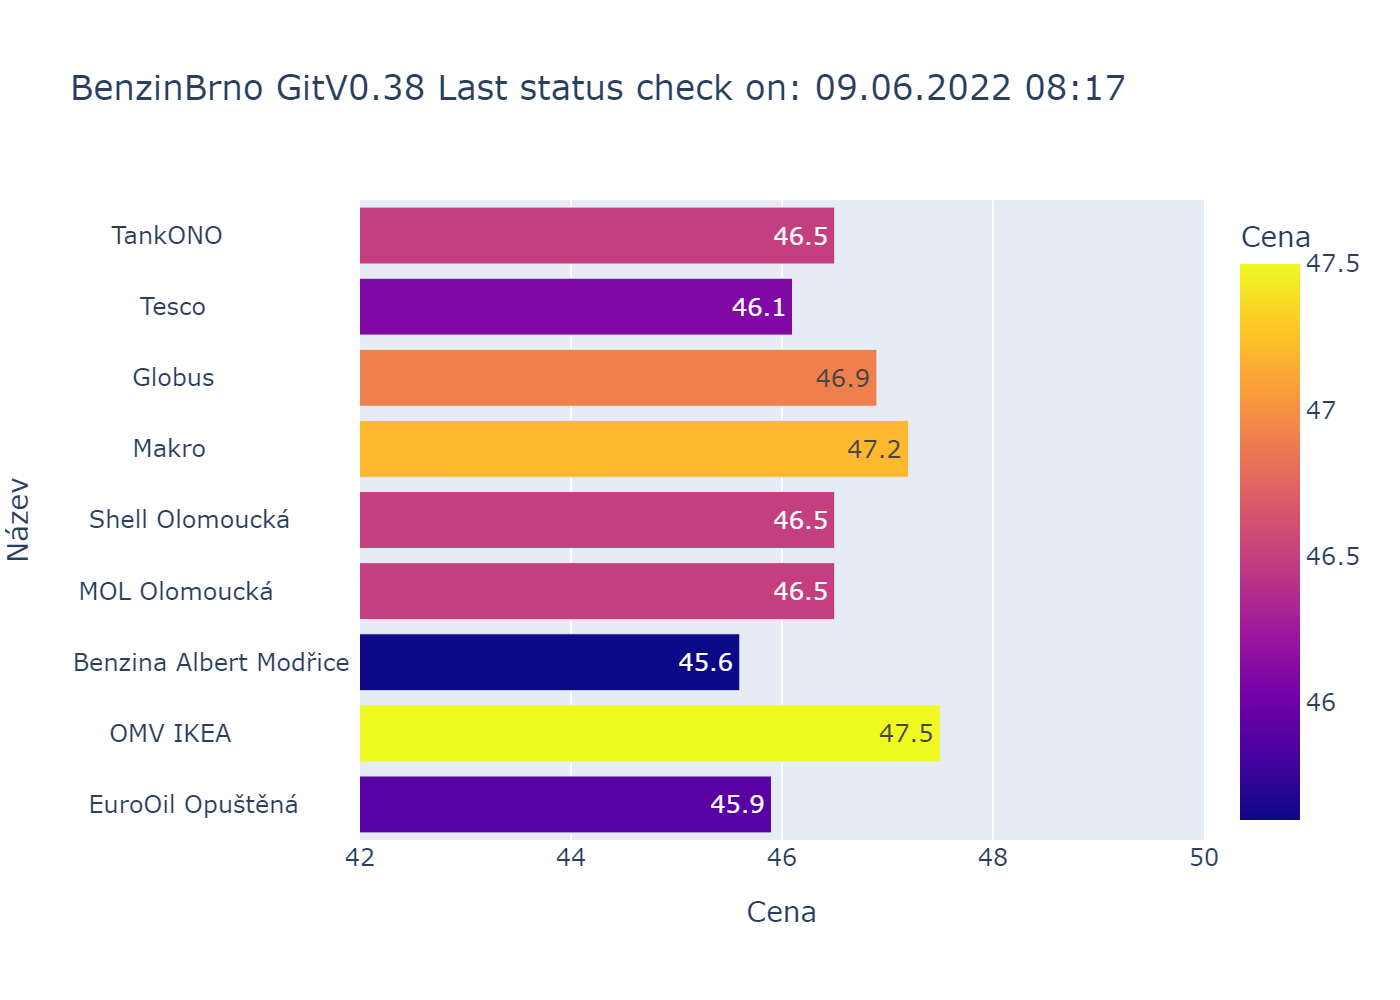 BenzinBrno GitV0.38 Last status check on: 09.06.2022 08:17
Název
TankONO
46.5
Tesco
46.1
Globus
46.9
Makro
47.2
Shell Olomoucká
46.5
MOL Olomoucká
46.5
Benzina Albert Modřice
45.6
OMV IKEA
47.5
EuroOil Opuštěná
45.9
42
44
46
48
50
Cena
Cena
47.5
47
46.5
46